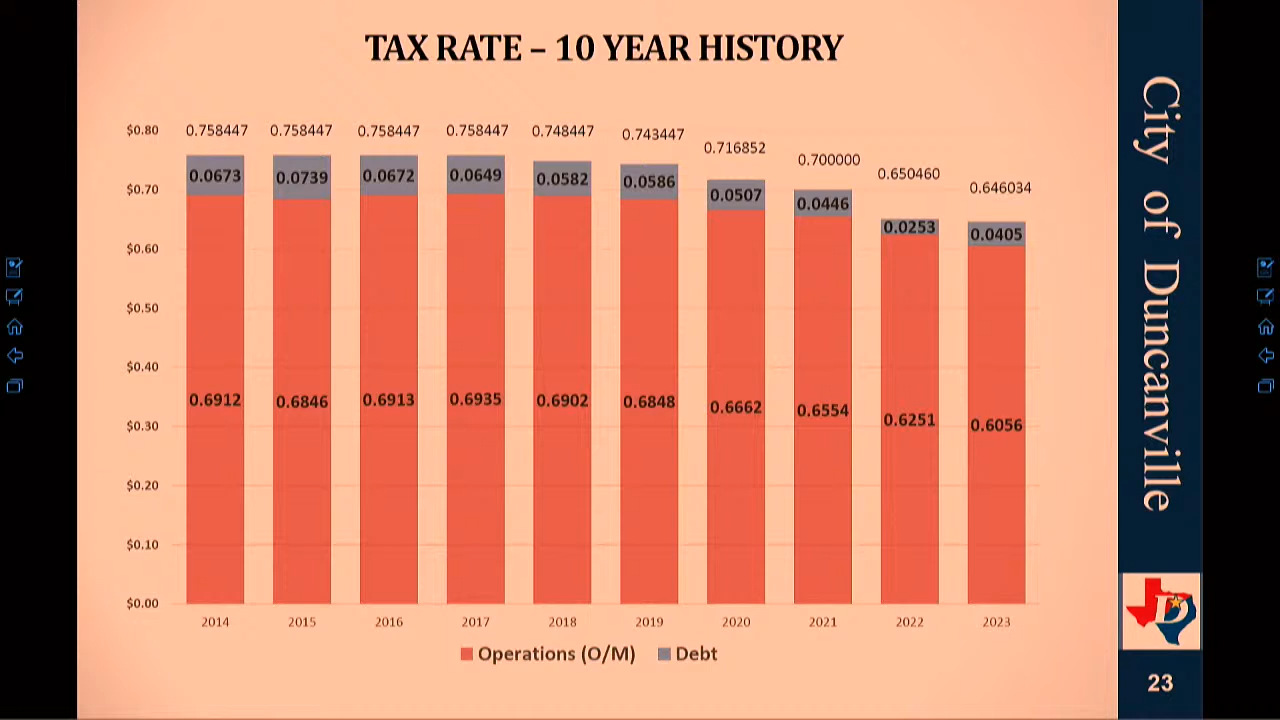 TAX RATE – 10 YEAR HISTORY
$0.80
$0.70
$0.60
$0.50
$0.40
$0.30
$0.20
$0.10
$0.00
0.758447 0.758447 0.758447 0.758447 0.748447 0.743447 0.716852 0.700000 0.650460 0.646034
0.0673 0.0739 0.0672 0.0649 0.0582 0.0586 0.0507 0.0446 0.0253 0.0405
0.6912 0.6846 0.6913 0.6935 0.6902 0.6848 0.6662 0.6554 0.6251 0.6056
2014 2015 2016 2017 2018 2019 2020 2021 2022 2023
Operations (O/M) Debt
City of Duncanville
D
23